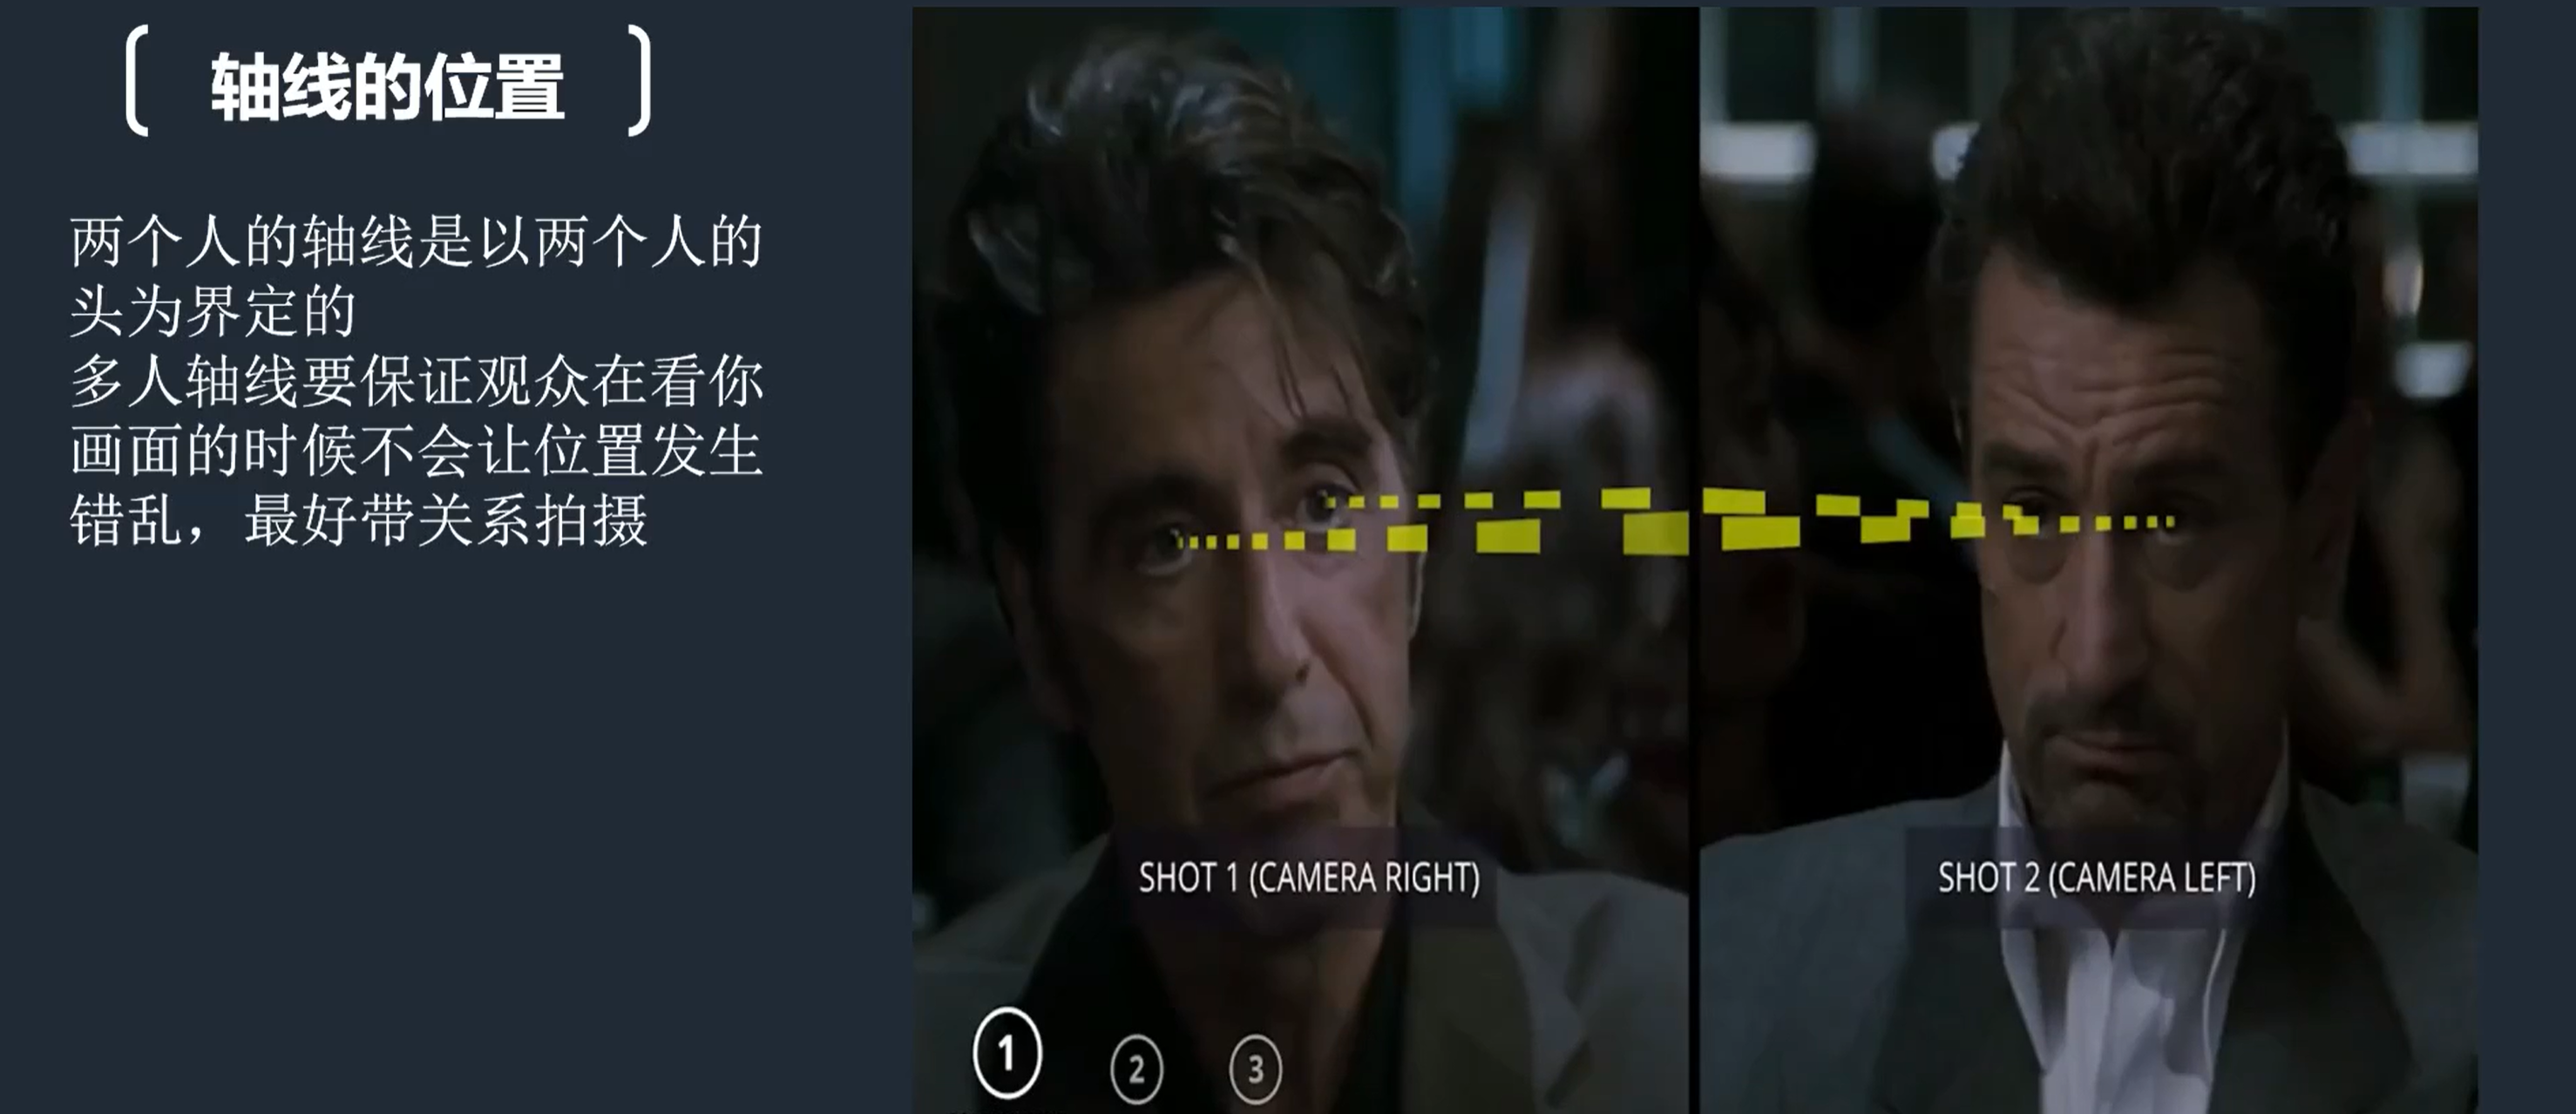 轴线的位置
两个人的轴线是以两个人的
头为界定的
多人轴线要保证观众在看你
画面的时候不会让位置发生
错乱，最好带关系拍摄
SHOT 1 (CAMERA RIGHT)
SHOT 2 (CAMERA LEFT)
1 2 3